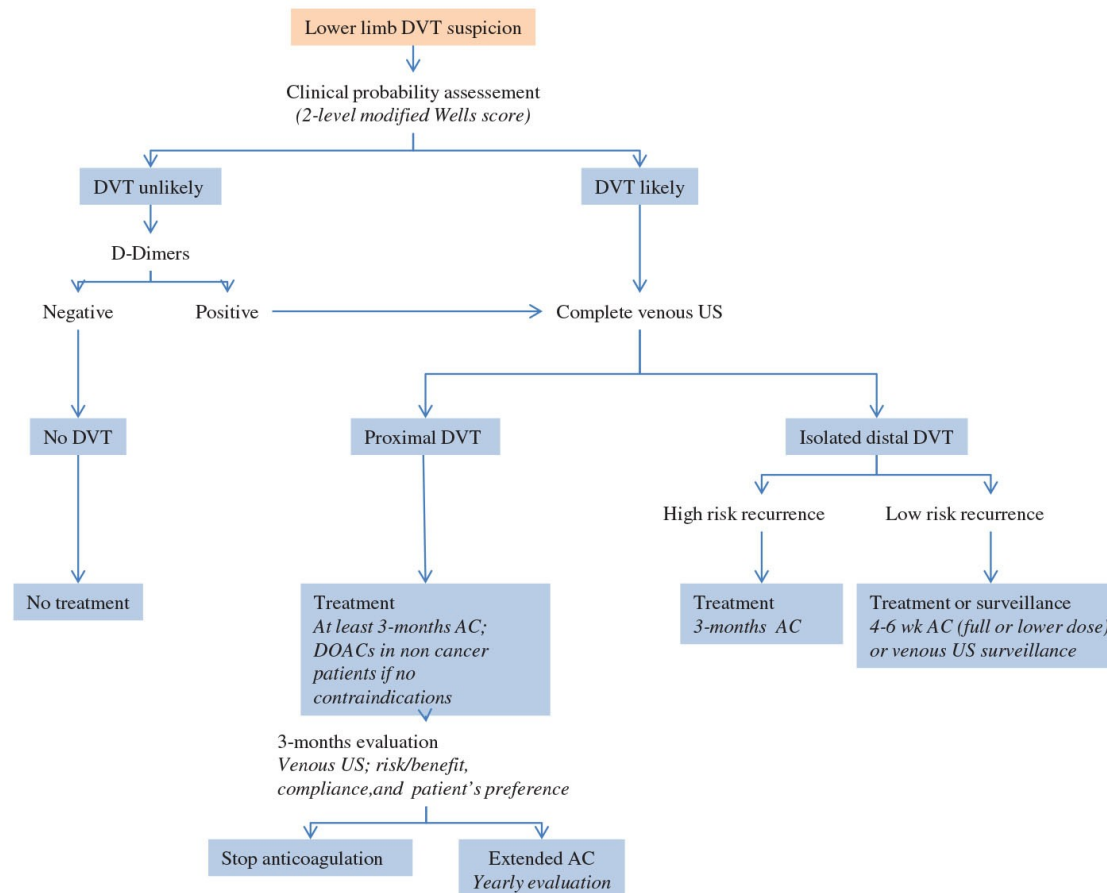 Lower limb DVT suspicion
Clinical probability assessement
(2-level modified Wells score)
DVT unlikely
DVT likely
D-Dimers
Negative
Positive
Complete venous US
No DVT
Proximal DVT
Isolated distal DVT
High risk recurrence
Low risk recurrence
No treatment
Treatment
At least 3-months AC;
DOACs in non cancer
patients if no
contraindications
Treatment
3-months AC
Treatment or surveillance
4-6 wk AC (full or lower dose)
or venous US surveillance
3-months evaluation
Venous US; risk/benefit,
compliance,and patient's preference
Stop anticoagulation
Extended AC
Yearly evaluation